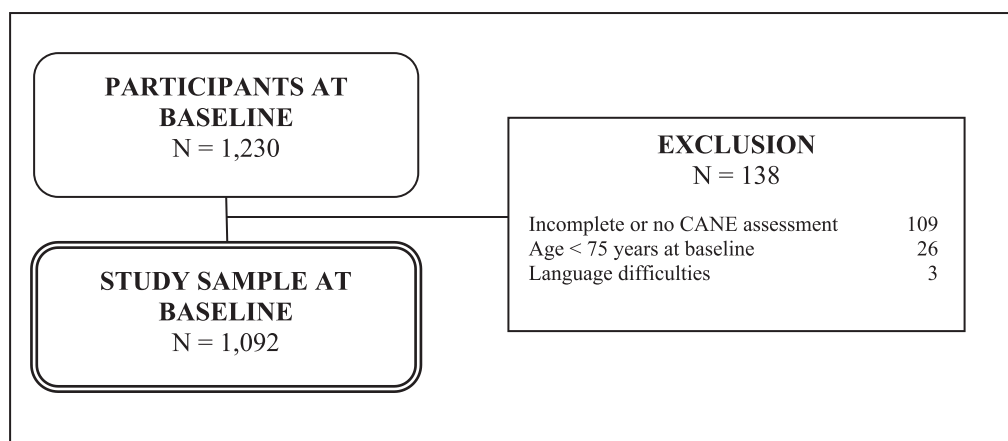 PARTICIPANTS AT
BASELINE
N = 1,230
EXCLUSION
N = 138
Incomplete or no CANE assessment 109
Age < 75 years at baseline 26
Language difficulties 3
STUDY SAMPLE AT
BASELINE
N = 1,092